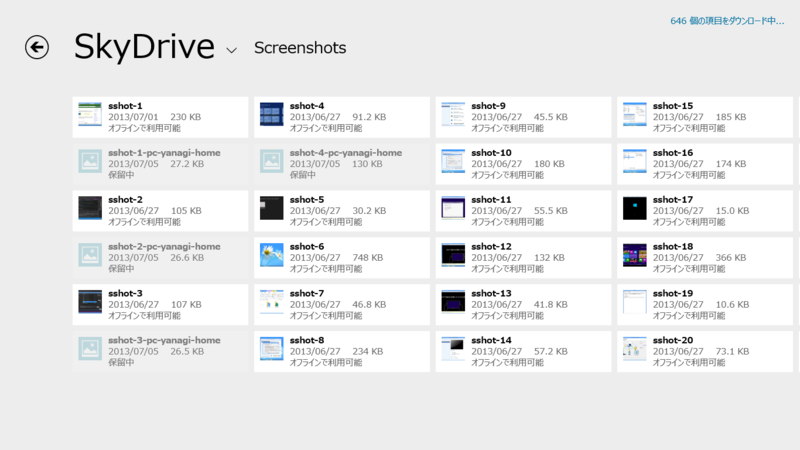 646 個の項目をダウンロード中...
SkyDrive Screenshots
sshot-1
2013/07/01 230 KB
オフラインで利用可能
sshot-1-pc-yanagi-home
2013/07/05 27.2 KB
保留中
sshot-2
2013/06/27 105 KB
オフラインで利用可能
sshot-2-pc-yanagi-home
2013/07/05 26.6 KB
保留中
sshot-3
2013/06/27 107 KB
オフラインで利用可能
sshot-3-pc-yanagi-home
2013/07/05 26.5 KB
保留中
sshot-4
2013/06/27 91.2 KB
オフラインで利用可能
sshot-4-pc-yanagi-home
2013/07/05 130 KB
保留中
sshot-5
2013/06/27 30.2 KB
オフラインで利用可能
sshot-6
2013/06/27 748 KB
オフラインで利用可能
sshot-7
2013/06/27 46.8 KB
オフラインで利用可能
sshot-8
2013/06/27 234 KB
オフラインで利用可能
sshot-9
2013/06/27 45.5 KB
オフラインで利用可能
sshot-10
2013/06/27 180 KB
オフラインで利用可能
sshot-11
2013/06/27 55.5 KB
オフラインで利用可能
sshot-12
2013/06/27 132 KB
オフラインで利用可能
sshot-13
2013/06/27 41.8 KB
オフラインで利用可能
sshot-14
2013/06/27 57.2 KB
オフラインで利用可能
sshot-15
2013/06/27 185 KB
オフラインで利用可能
sshot-16
2013/06/27 174 KB
オフラインで利用可能
sshot-17
2013/06/27 15.0 KB
オフラインで利用可能
sshot-18
2013/06/27 366 KB
オフラインで利用可能
sshot-19
2013/06/27 10.6 KB
オフラインで利用可能
sshot-20
2013/06/27 73.1 KB
オフラインで利用可能